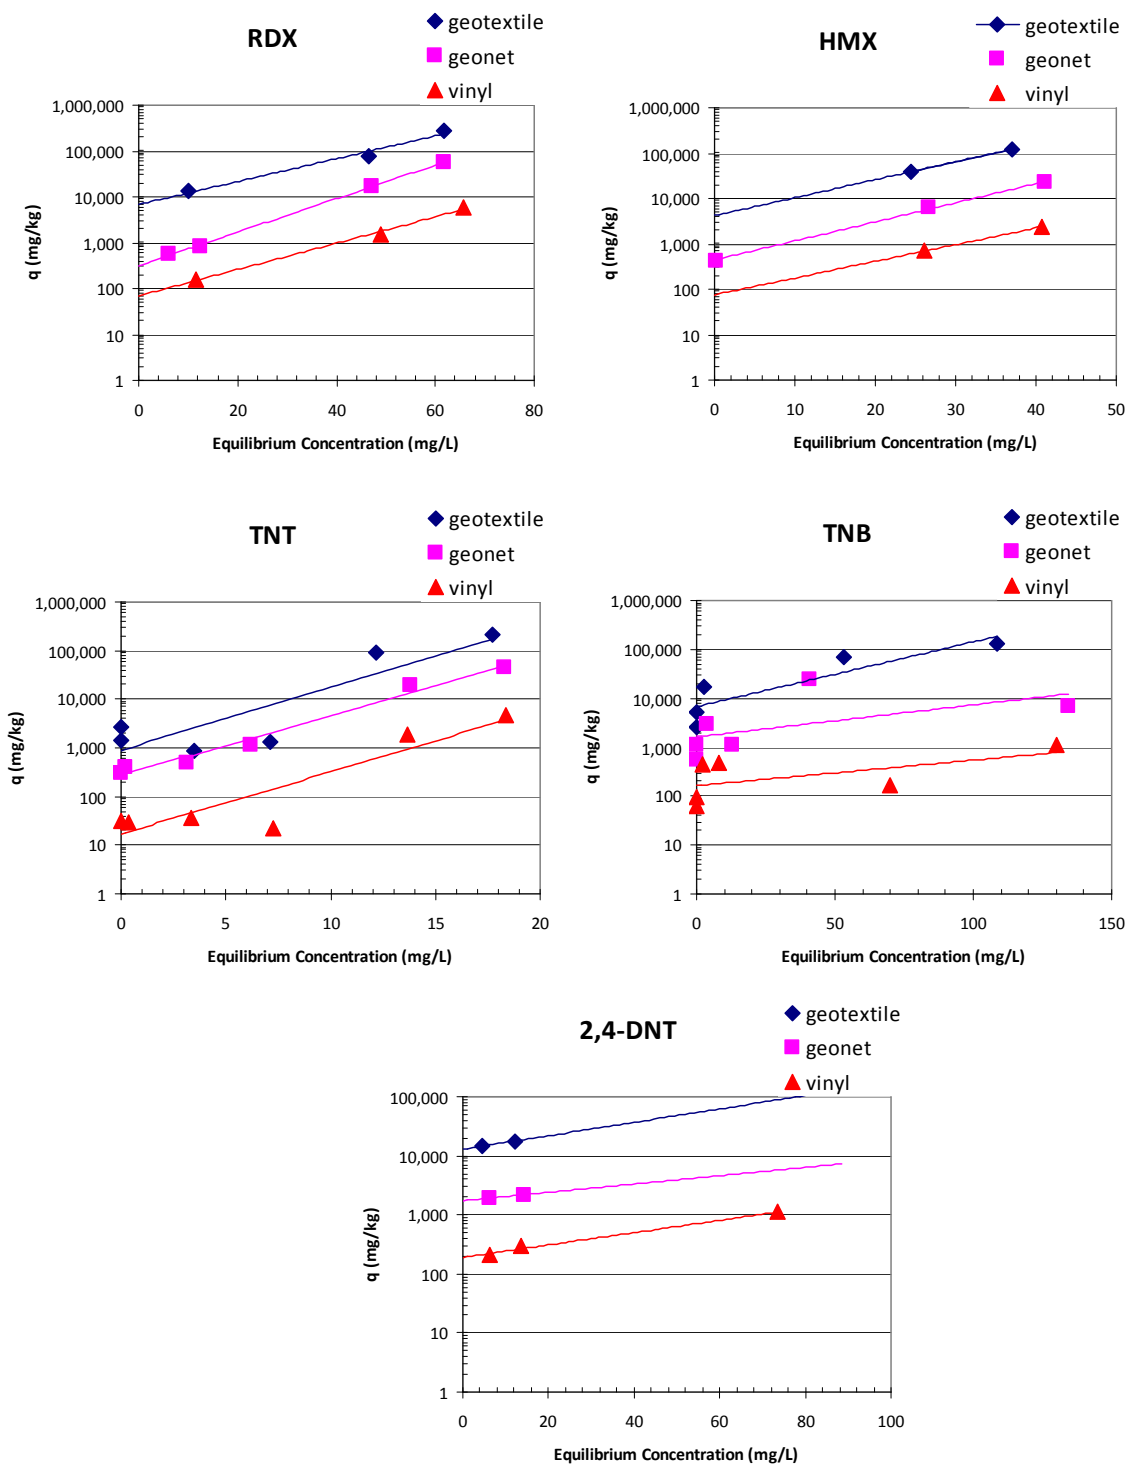 RDX
geotextile
geonet
vinyl
1,000,000
100,000
10,000
1,000
100
10
1
q (mg/kg)
0 20 40 60 80
Equilibrium Concentration (mg/L)
HMX
geotextile
geonet
vinyl
1,000,000
100,000
10,000
1,000
100
10
1
q (mg/kg)
0 10 20 30 40 50
Equilibrium Concentration (mg/L)
TNT
geotextile
geonet
vinyl
1,000,000
100,000
10,000
1,000
100
10
1
q (mg/kg)
0 5 10 15 20
Equilibrium Concentration (mg/L)
TNB
geotextile
geonet
vinyl
1,000,000
100,000
10,000
1,000
100
10
1
q (mg/kg)
0 50 100 150
Equilibrium Concentration (mg/L)
2,4-DNT
geotextile
geonet
vinyl
100,000
10,000
1,000
100
10
1
q (mg/kg)
0 20 40 60 80 100
Equilibrium Concentration (mg/L)